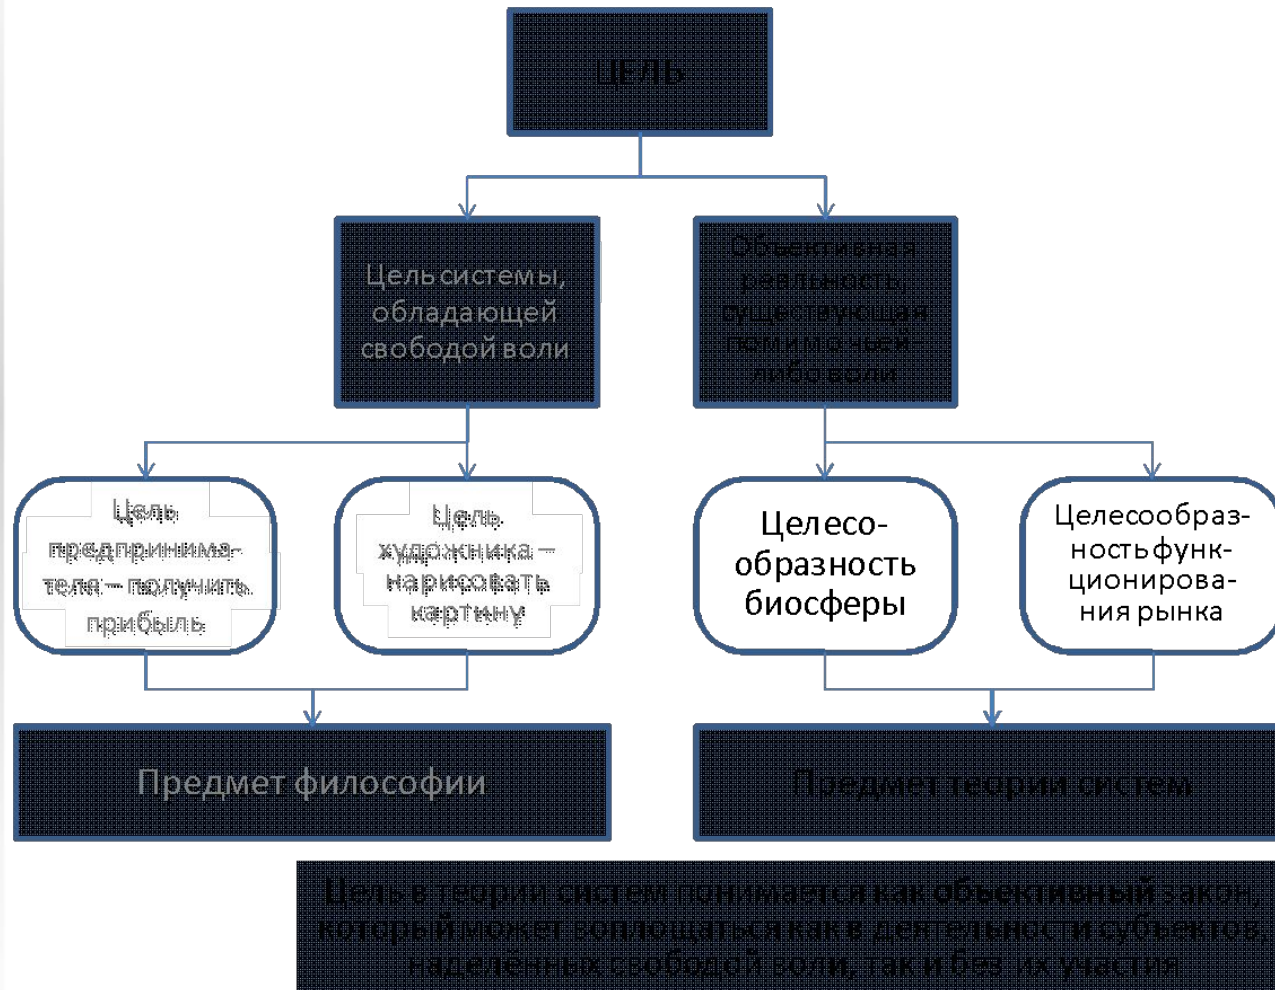 ЦЕЛЬ
Цель системы,
обладающей
свободой воли
Объективная
реальность,
существующая
помимо чьей-
либо воли
Цель
предпринима-
теля – получить
прибыль
Цель
художника –
нарисовать
картину
Целесо-
образность
биосферы
Целесообраз-
ность функ-
ционирова-
ния рынка
Предмет философии
Предмет теории систем
Цель в теории систем понимается как объективный закон,
который может воплощаться как в деятельности субъектов,
наделённых свободой воли, так и без их участия